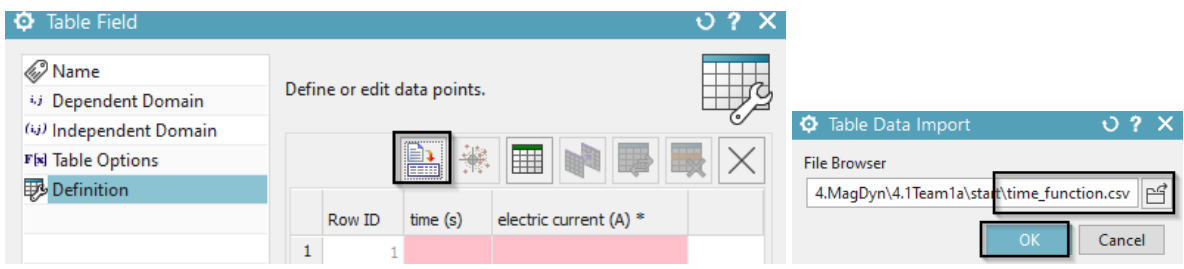 Table Field
Name
i,j Dependent Domain
(i,j) Independent Domain
F[x] Table Options
Definition
Define or edit data points.
Row ID time (s) electric current (A) *
1 1
Table Data Import
File Browser
4.MagDyn\4.1Team1a\start\time_function.csv
OK Cancel